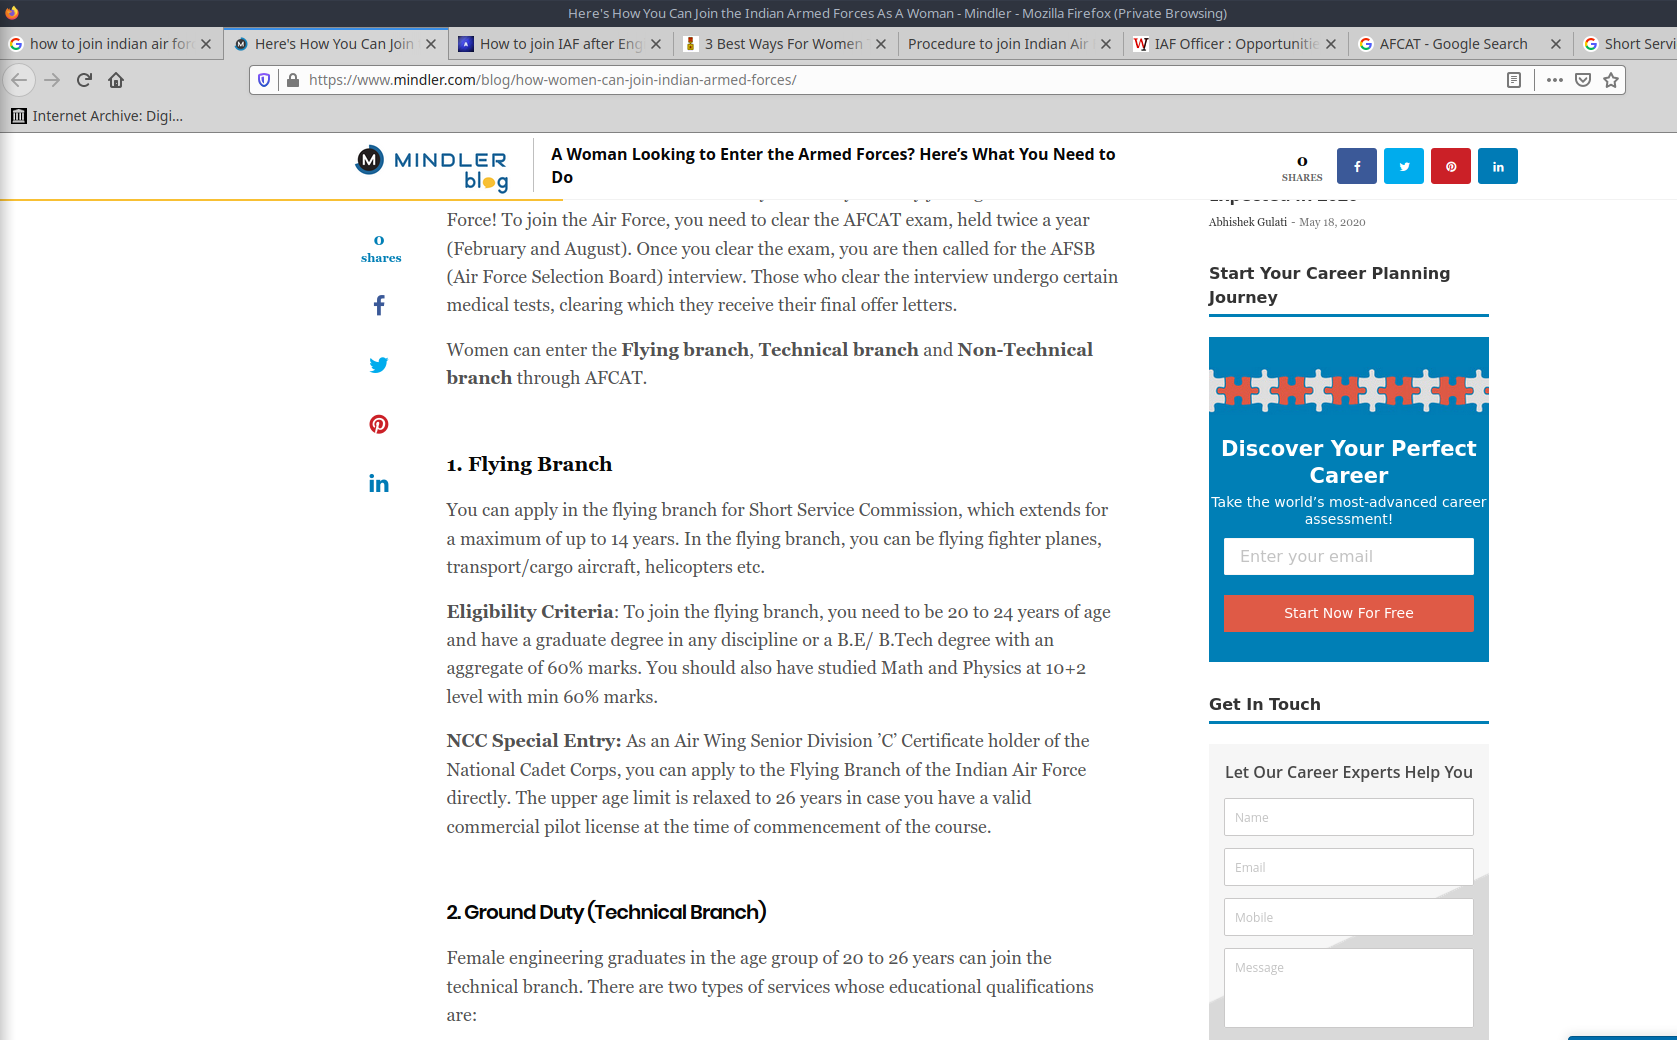 Here's How You Can Join the Indian Armed Forces As A Woman - Mindler - Mozilla Firefox (Private Browsing)
how to join indian air for
Here's How You Can Join
How to join IAF after Eng
3 Best Ways For Women
Procedure to join Indian Air
IAF Officer : Opportunitie
AFCAT - Google Search
Short Servi
https://www.mindler.com/blog/how-women-can-join-indian-armed-forces/
Internet Archive: Digi...
MINDLER
blog
A Woman Looking to Enter the Armed Forces? Here's What You Need to
Do
0
SHARES
0
shares
Force! To join the Air Force, you need to clear the AFCAT exam, held twice a year
(February and August). Once you clear the exam, you are then called for the AFSB
(Air Force Selection Board) interview. Those who clear the interview undergo certain
medical tests, clearing which they receive their final offer letters.
Women can enter the Flying branch, Technical branch and Non-Technical
branch through AFCAT.
1. Flying Branch
You can apply in the flying branch for Short Service Commission, which extends for
a maximum of up to 14 years. In the flying branch, you can be flying fighter planes,
transport/cargo aircraft, helicopters etc.
Eligibility Criteria: To join the flying branch, you need to be 20 to 24 years of age
and have a graduate degree in any discipline or a B.E/ B.Tech degree with an
aggregate of 60% marks. You should also have studied Math and Physics at 10+2
level with min 60% marks.
NCC Special Entry: As an Air Wing Senior Division ’C’ Certificate holder of the
National Cadet Corps, you can apply to the Flying Branch of the Indian Air Force
directly. The upper age limit is relaxed to 26 years in case you have a valid
commercial pilot license at the time of commencement of the course.
2. Ground Duty (Technical Branch)
Female engineering graduates in the age group of 20 to 26 years can join the
technical branch. There are two types of services whose educational qualifications
are:
Abhishek Gulati - May 18, 2020
Start Your Career Planning
Journey
Discover Your Perfect
Career
Take the world's most-advanced career
assessment!
Enter your email
Start Now For Free
Get In Touch
Let Our Career Experts Help You
Name
Email
Mobile
Message